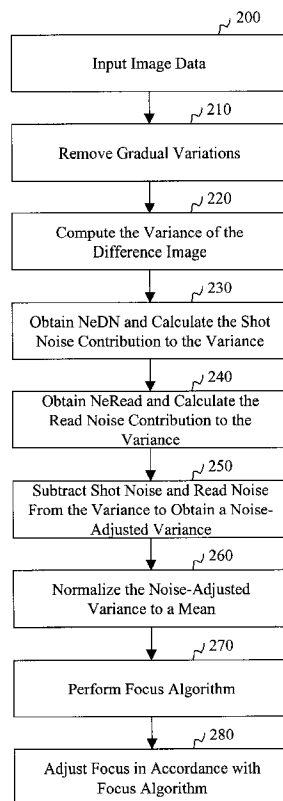 200
Input Image Data
210
Remove Gradual Variations
220
Compute the Variance of the
Difference Image
230
Obtain NeDN and Calculate the Shot
Noise Contribution to the Variance
240
Obtain NeRead and Calculate the
Read Noise Contribution to the
Variance
250
Subtract Shot Noise and Read Noise
From the Variance to Obtain a Noise-
Adjusted Variance
260
Normalize the Noise-Adjusted
Variance to a Mean
270
Perform Focus Algorithm
280
Adjust Focus in Accordance with
Focus Algorithm